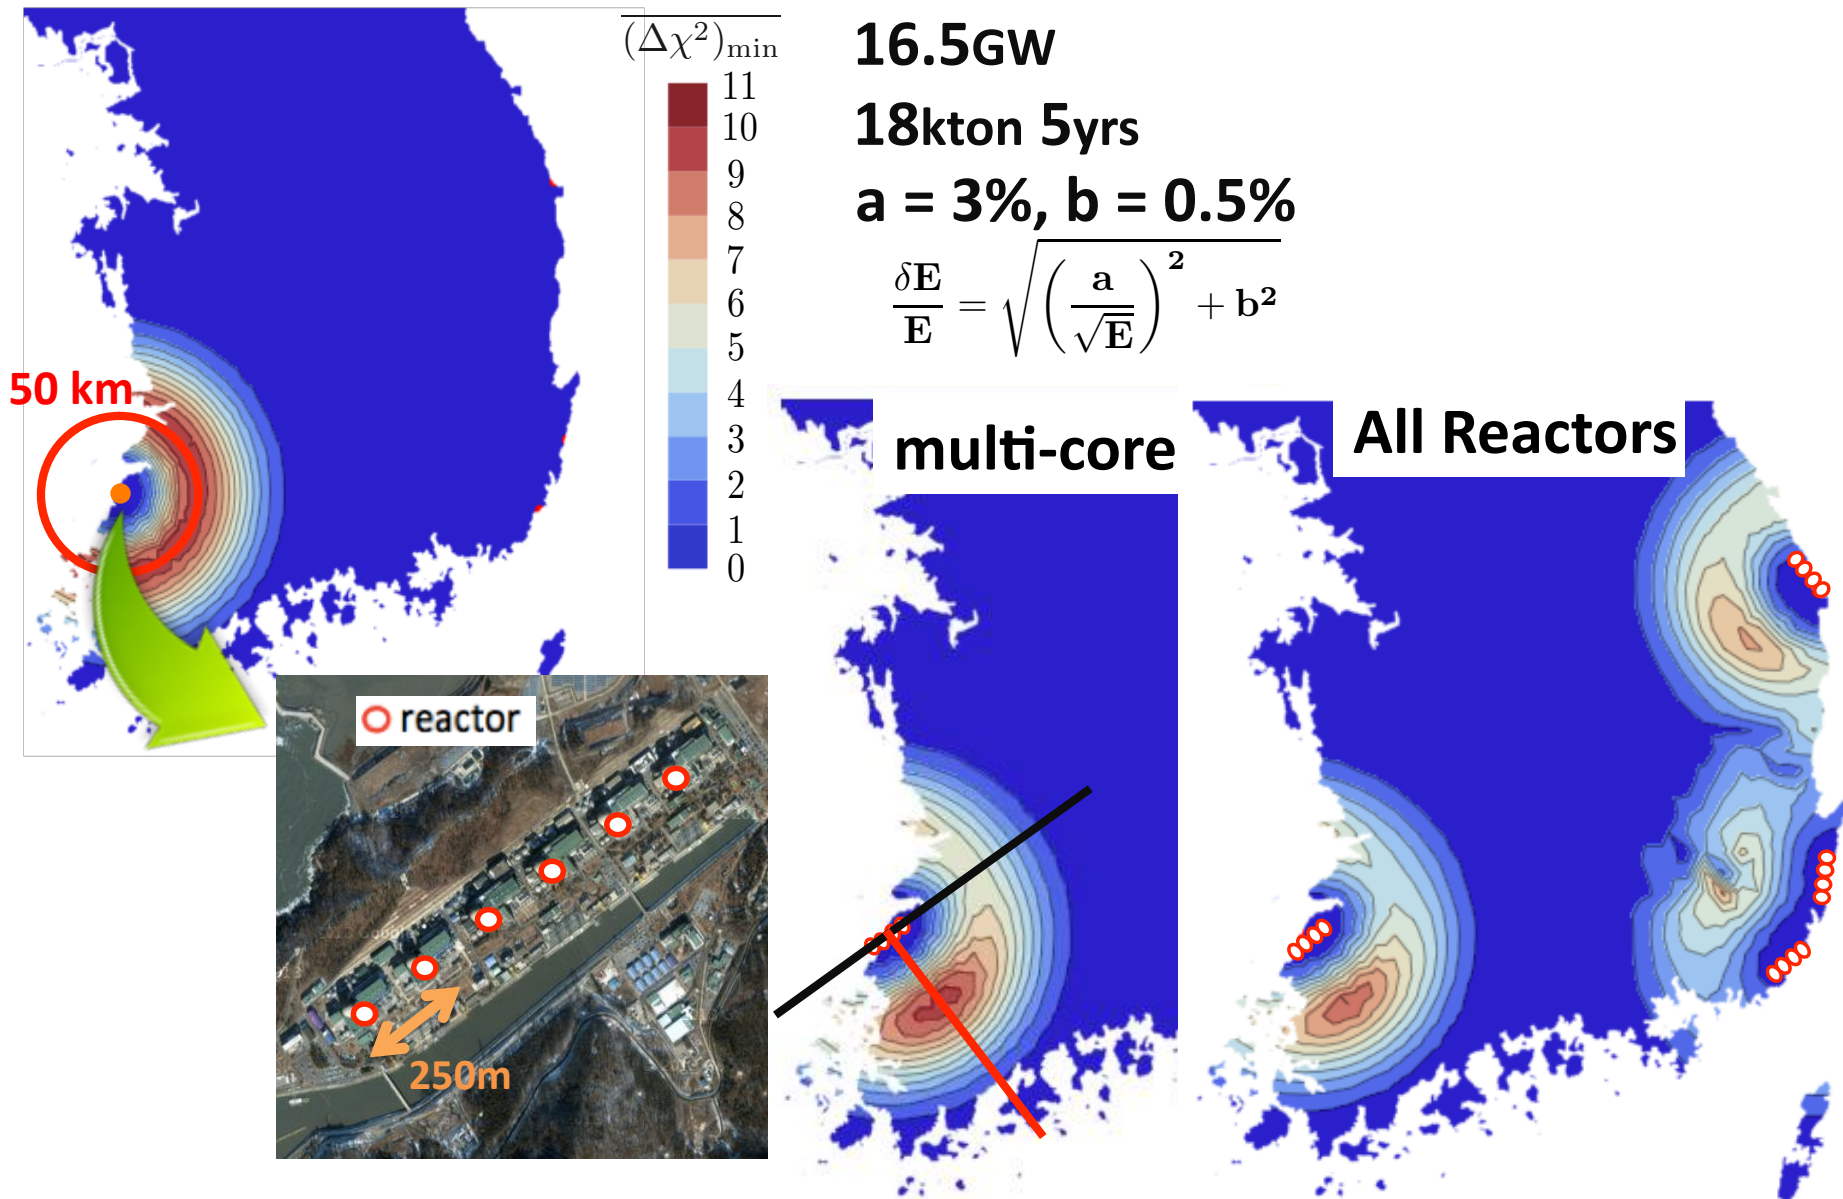 (Δχ²)min
11
10
9
8
7
6
5
4
3
2
1
0
16.5GW
18kton 5yrs
a = 3%, b = 0.5%
δE/E = √((a/√E)² + b²)
50 km
multi-core
All Reactors
reactor
250m